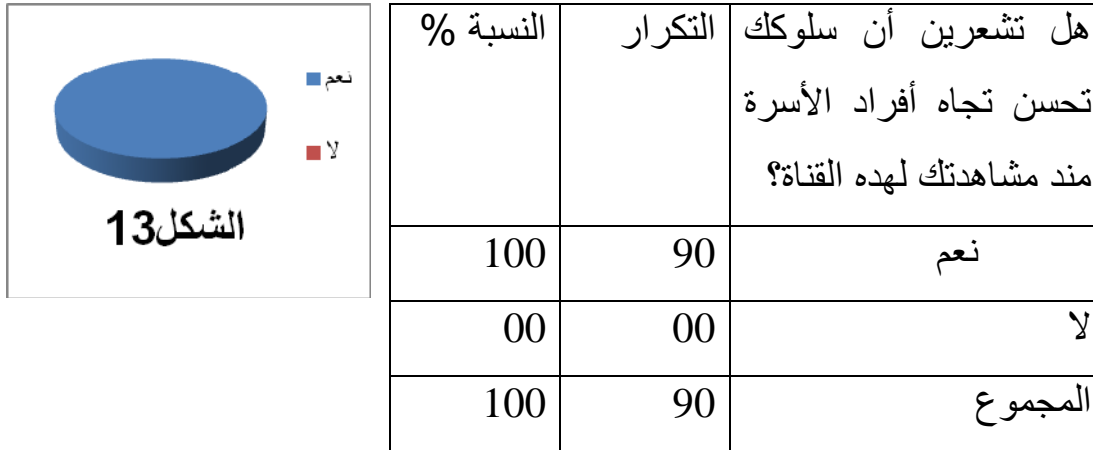 هل تشعرين أن سلوكك
تحسن تجاه أفراد الأسرة
مند مشاهدتك لهده القناة؟
التكرار
النسبة %
نعم
90
100
لا
00
00
المجموع
90
100
نعم
لا
الشكل13